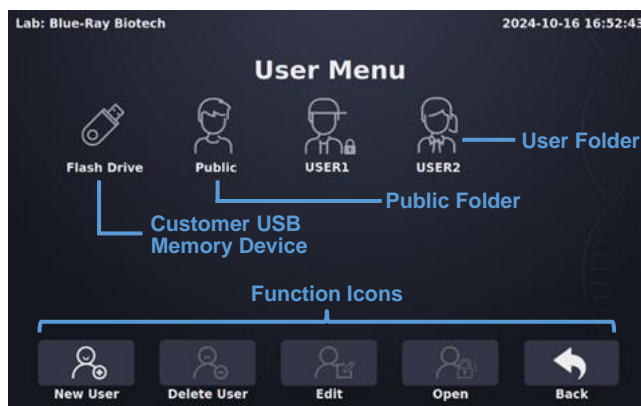 Lab: Blue-Ray Biotech 2024-10-16 16:52:43
User Menu
Flash Drive Public USER1 USER2
User Folder
Public Folder
Customer USB
Memory Device
Function Icons
New User Delete User Edit Open Back